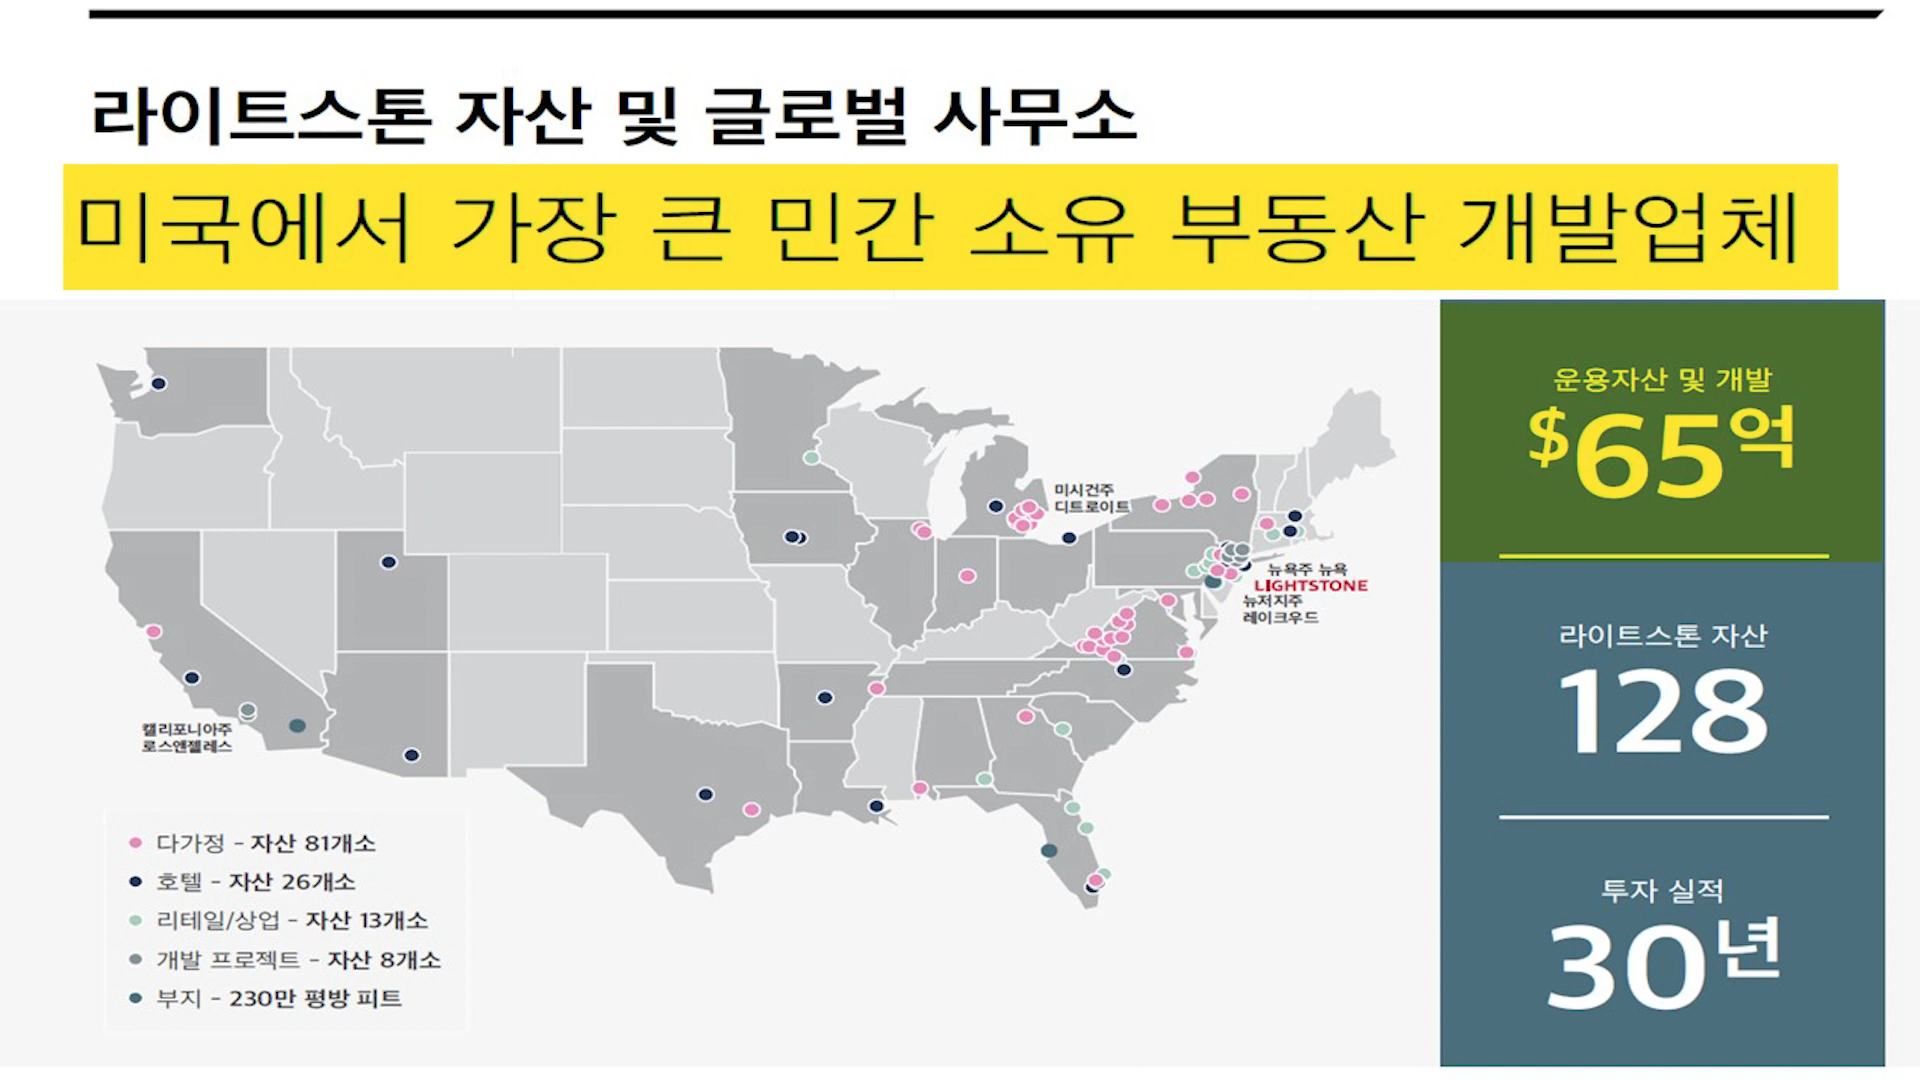 라이트스톤 자산 및 글로벌 사무소
미국에서 가장 큰 민간 소유 부동산 개발업체
미시건주
디트로이트
뉴욕주 뉴욕
LIGHTSTONE
뉴저지주
레이크우드
캘리포니아주
로스앤젤레스
다가정 - 자산 81개소
호텔 - 자산 26개소
리테일/상업 - 자산 13개소
개발 프로젝트 - 자산 8개소
부지 - 230만 평방 피트
운용자산 및 개발
$65억
라이트스톤 자산
128
투자 실적
30년